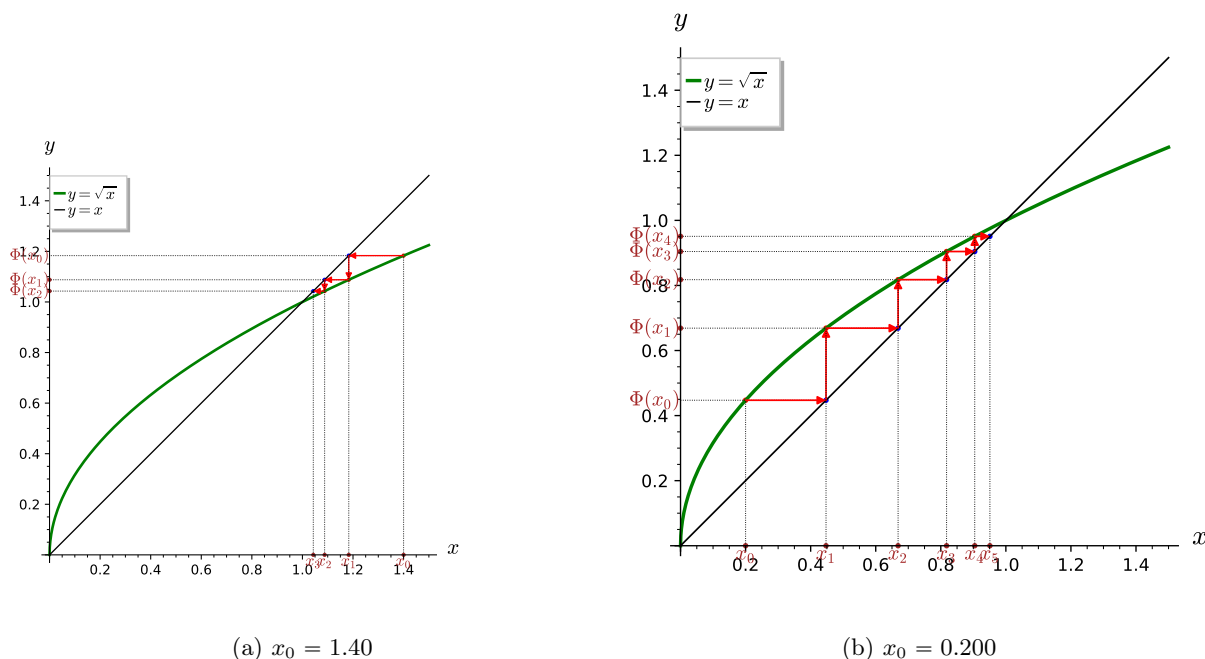 y
y = √x
y = x
1.4
1.2
1.0
0.8
0.6
0.4
0.2
Φ(x₀)
Φ(x₁)
Φ(x₂)
x₃ x₂ x₁ x₀
0.2 0.4 0.6 0.8 1.0 1.2 1.4
x
(a) x₀ = 1.40
y
y = √x
y = x
1.4
1.2
1.0
0.8
0.6
0.4
0.2
Φ(x₄)
Φ(x₃)
Φ(x₂)
Φ(x₁)
Φ(x₀)
x₀ x₁ x₂ x₃ x₄ x₅
0.2 0.4 0.6 0.8 1.0 1.2 1.4
x
(b) x₀ = 0.200